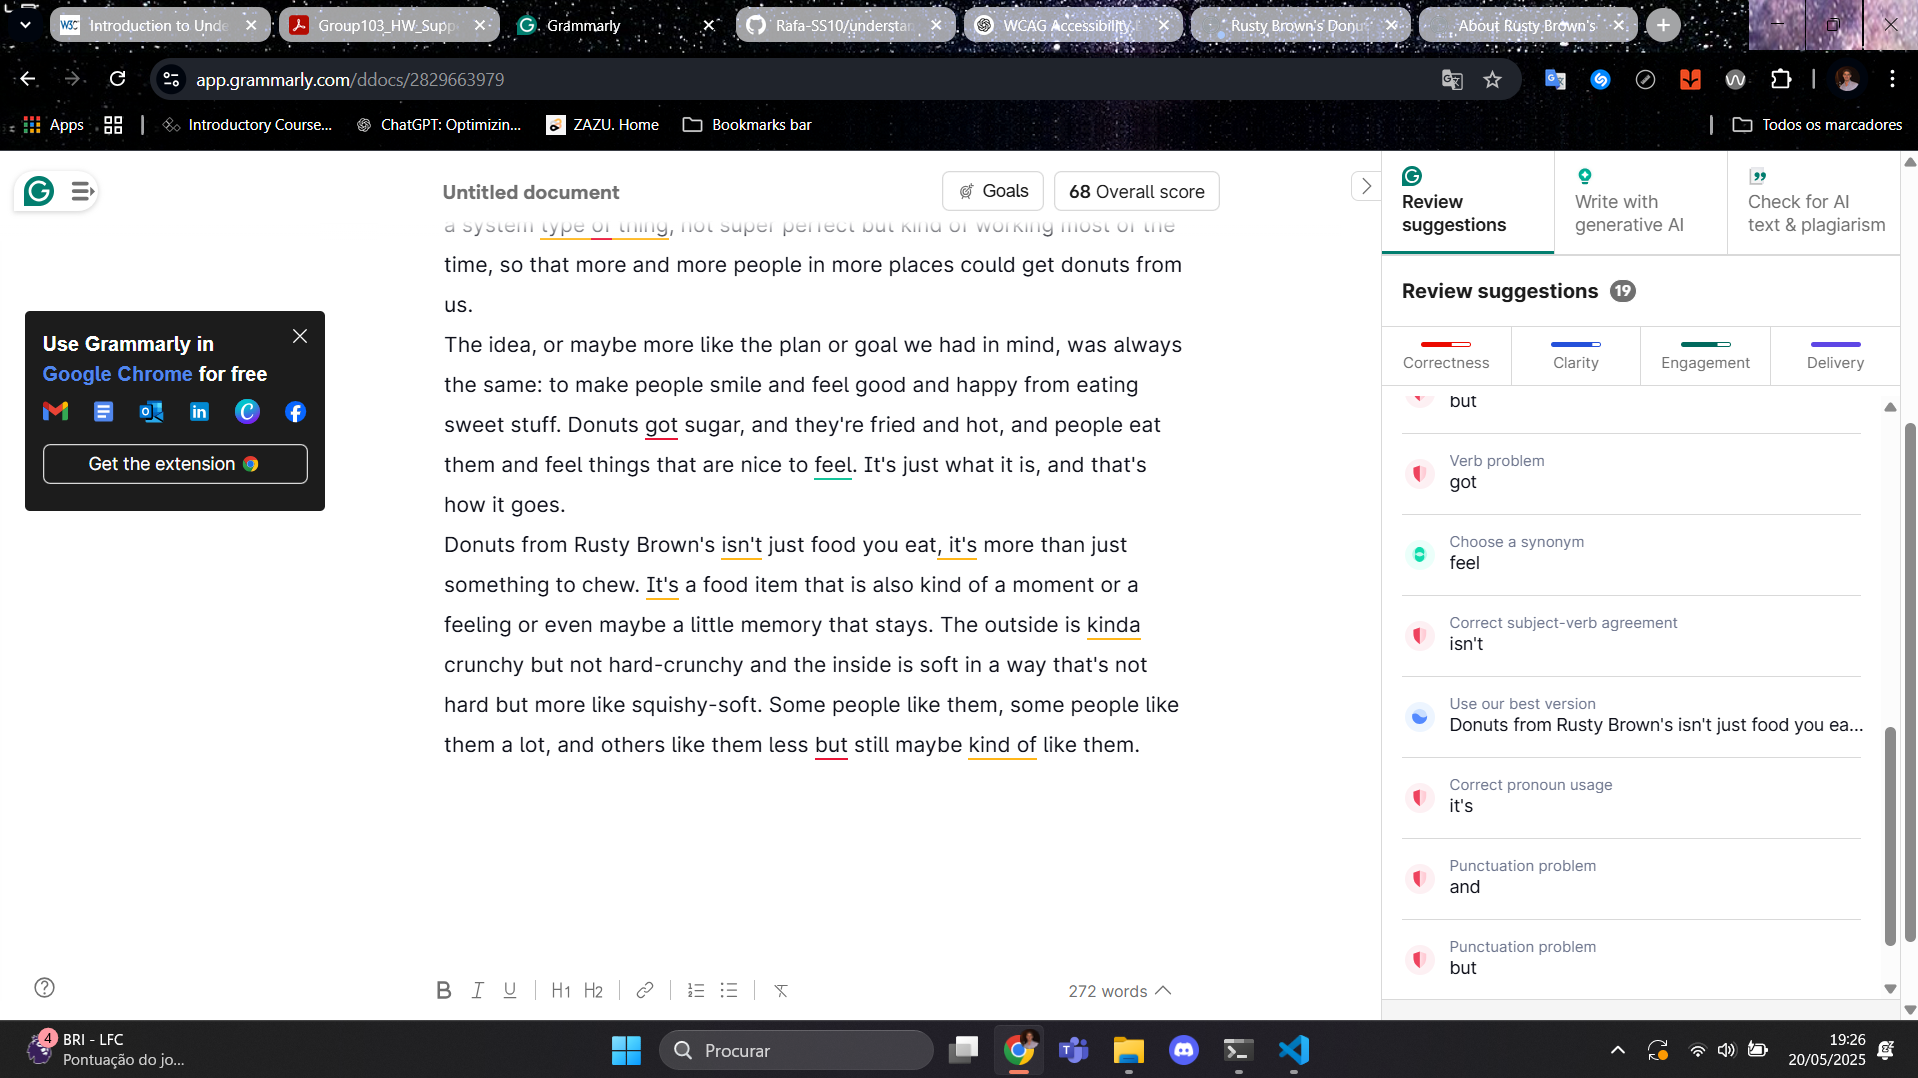 Introduction to Unde
Group103_HW_Supp
Grammarly
Rafa-SS10/understan
WCAG Accessibility
Rusty Brown's Donu
About Rusty Brown's
app.grammarly.com/ddocs/2829663979
Apps
Introductory Course...
ChatGPT: Optimizin...
ZAZU. Home
Bookmarks bar
Todos os marcadores
Untitled document
Goals
68 Overall score
Review suggestions
Write with generative AI
Check for AI text & plagiarism
a system type of thing, not super perfect but kind of working most of the
time, so that more and more people in more places could get donuts from
us.
The idea, or maybe more like the plan or goal we had in mind, was always
the same: to make people smile and feel good and happy from eating
sweet stuff. Donuts got sugar, and they're fried and hot, and people eat
them and feel things that are nice to feel. It's just what it is, and that's
how it goes.
Donuts from Rusty Brown's isn't just food you eat, it's more than just
something to chew. It's a food item that is also kind of a moment or a
feeling or even maybe a little memory that stays. The outside is kinda
crunchy but not hard-crunchy and the inside is soft in a way that's not
hard but more like squishy-soft. Some people like them, some people like
them a lot, and others like them less but still maybe kind of like them.
Use Grammarly in
Google Chrome for free
Get the extension
Review suggestions 19
Correctness
Clarity
Engagement
Delivery
but
Verb problem
got
Choose a synonym
feel
Correct subject-verb agreement
isn't
Use our best version
Donuts from Rusty Brown's isn't just food you ea...
Correct pronoun usage
it's
Punctuation problem
and
Punctuation problem
but
B I U H1 H2
272 words
4
BRI - LFC
Pontuação do jo...
Procurar
19:26
20/05/2025